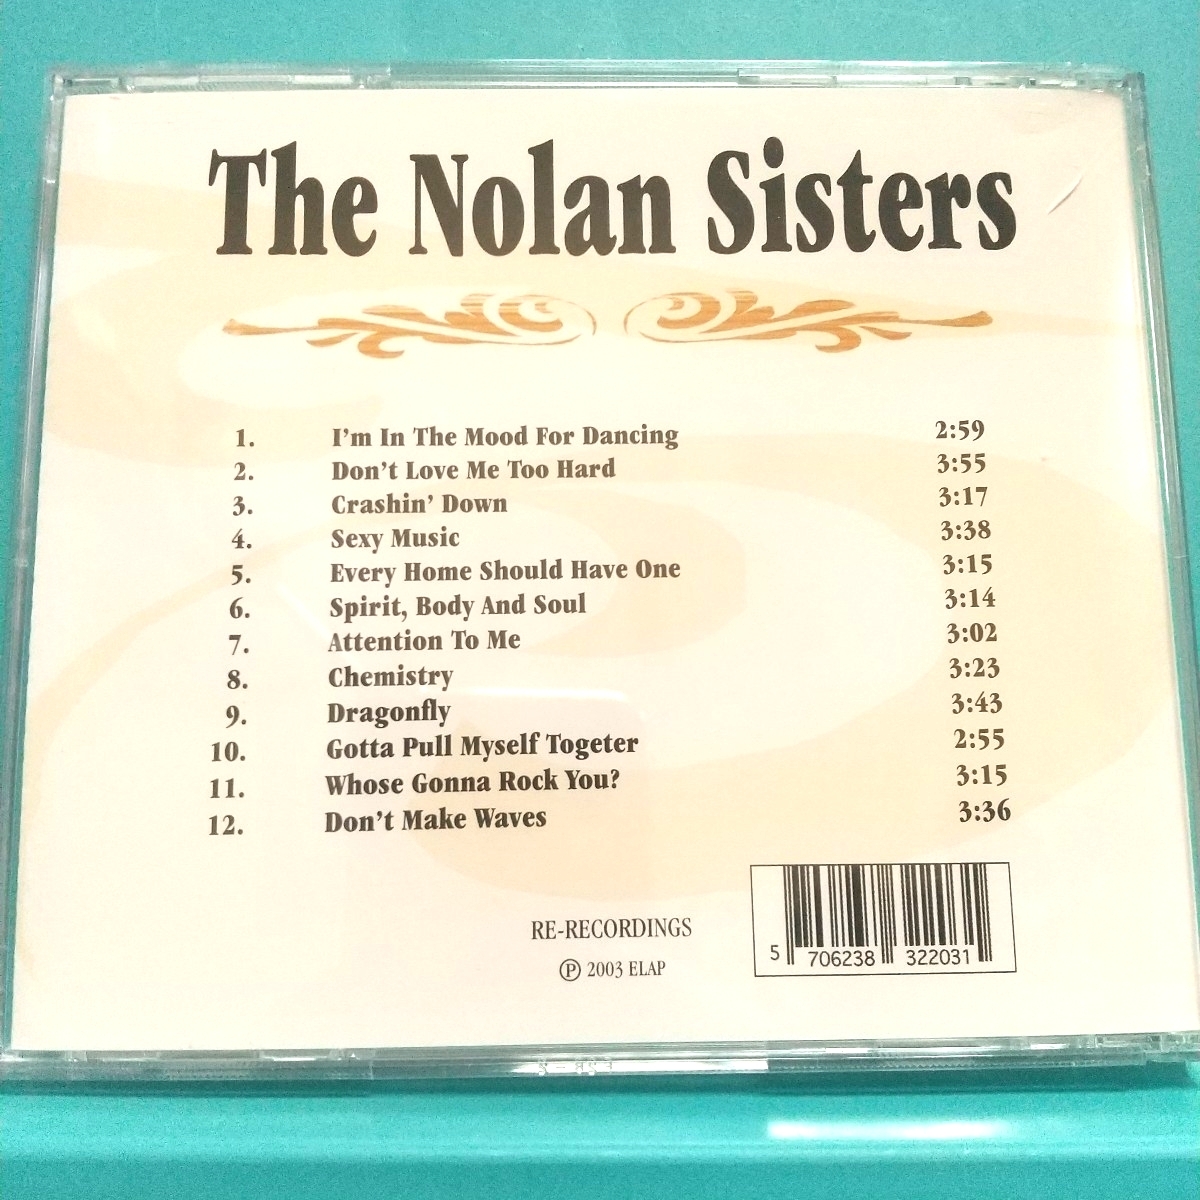 The Nolan Sisters
1. I'm In The Mood For Dancing 2:59
2. Don't Love Me Too Hard 3:55
3. Crashin' Down 3:17
4. Sexy Music 3:38
5. Every Home Should Have One 3:15
6. Spirit, Body And Soul 3:14
7. Attention To Me 3:02
8. Chemistry 3:23
9. Dragonfly 3:43
10. Gotta Pull Myself Togeter 2:55
11. Whose Gonna Rock You? 3:15
12. Don't Make Waves 3:36
RE-RECORDINGS
℗ 2003 ELAP
5 706238 322031